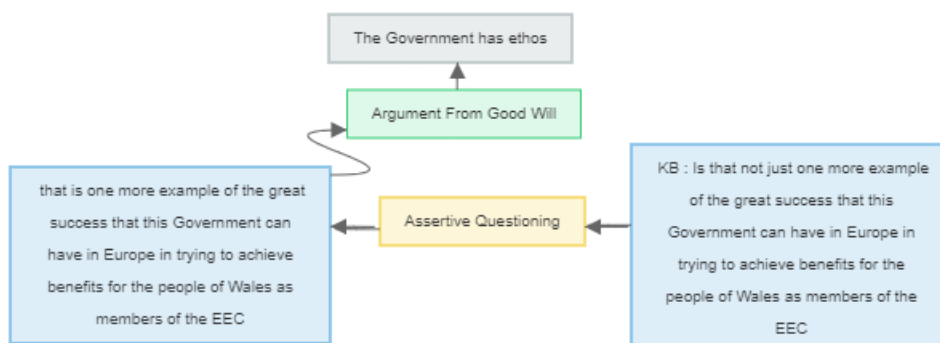 The Government has ethos
Argument From Good Will
that is one more example of the great
success that this Government can
have in Europe in trying to achieve
benefits for the people of Wales as
members of the EEC
Assertive Questioning
KB : Is that not just one more example
of the great success that this
Government can have in Europe in
trying to achieve benefits for the
people of Wales as members of the
EEC